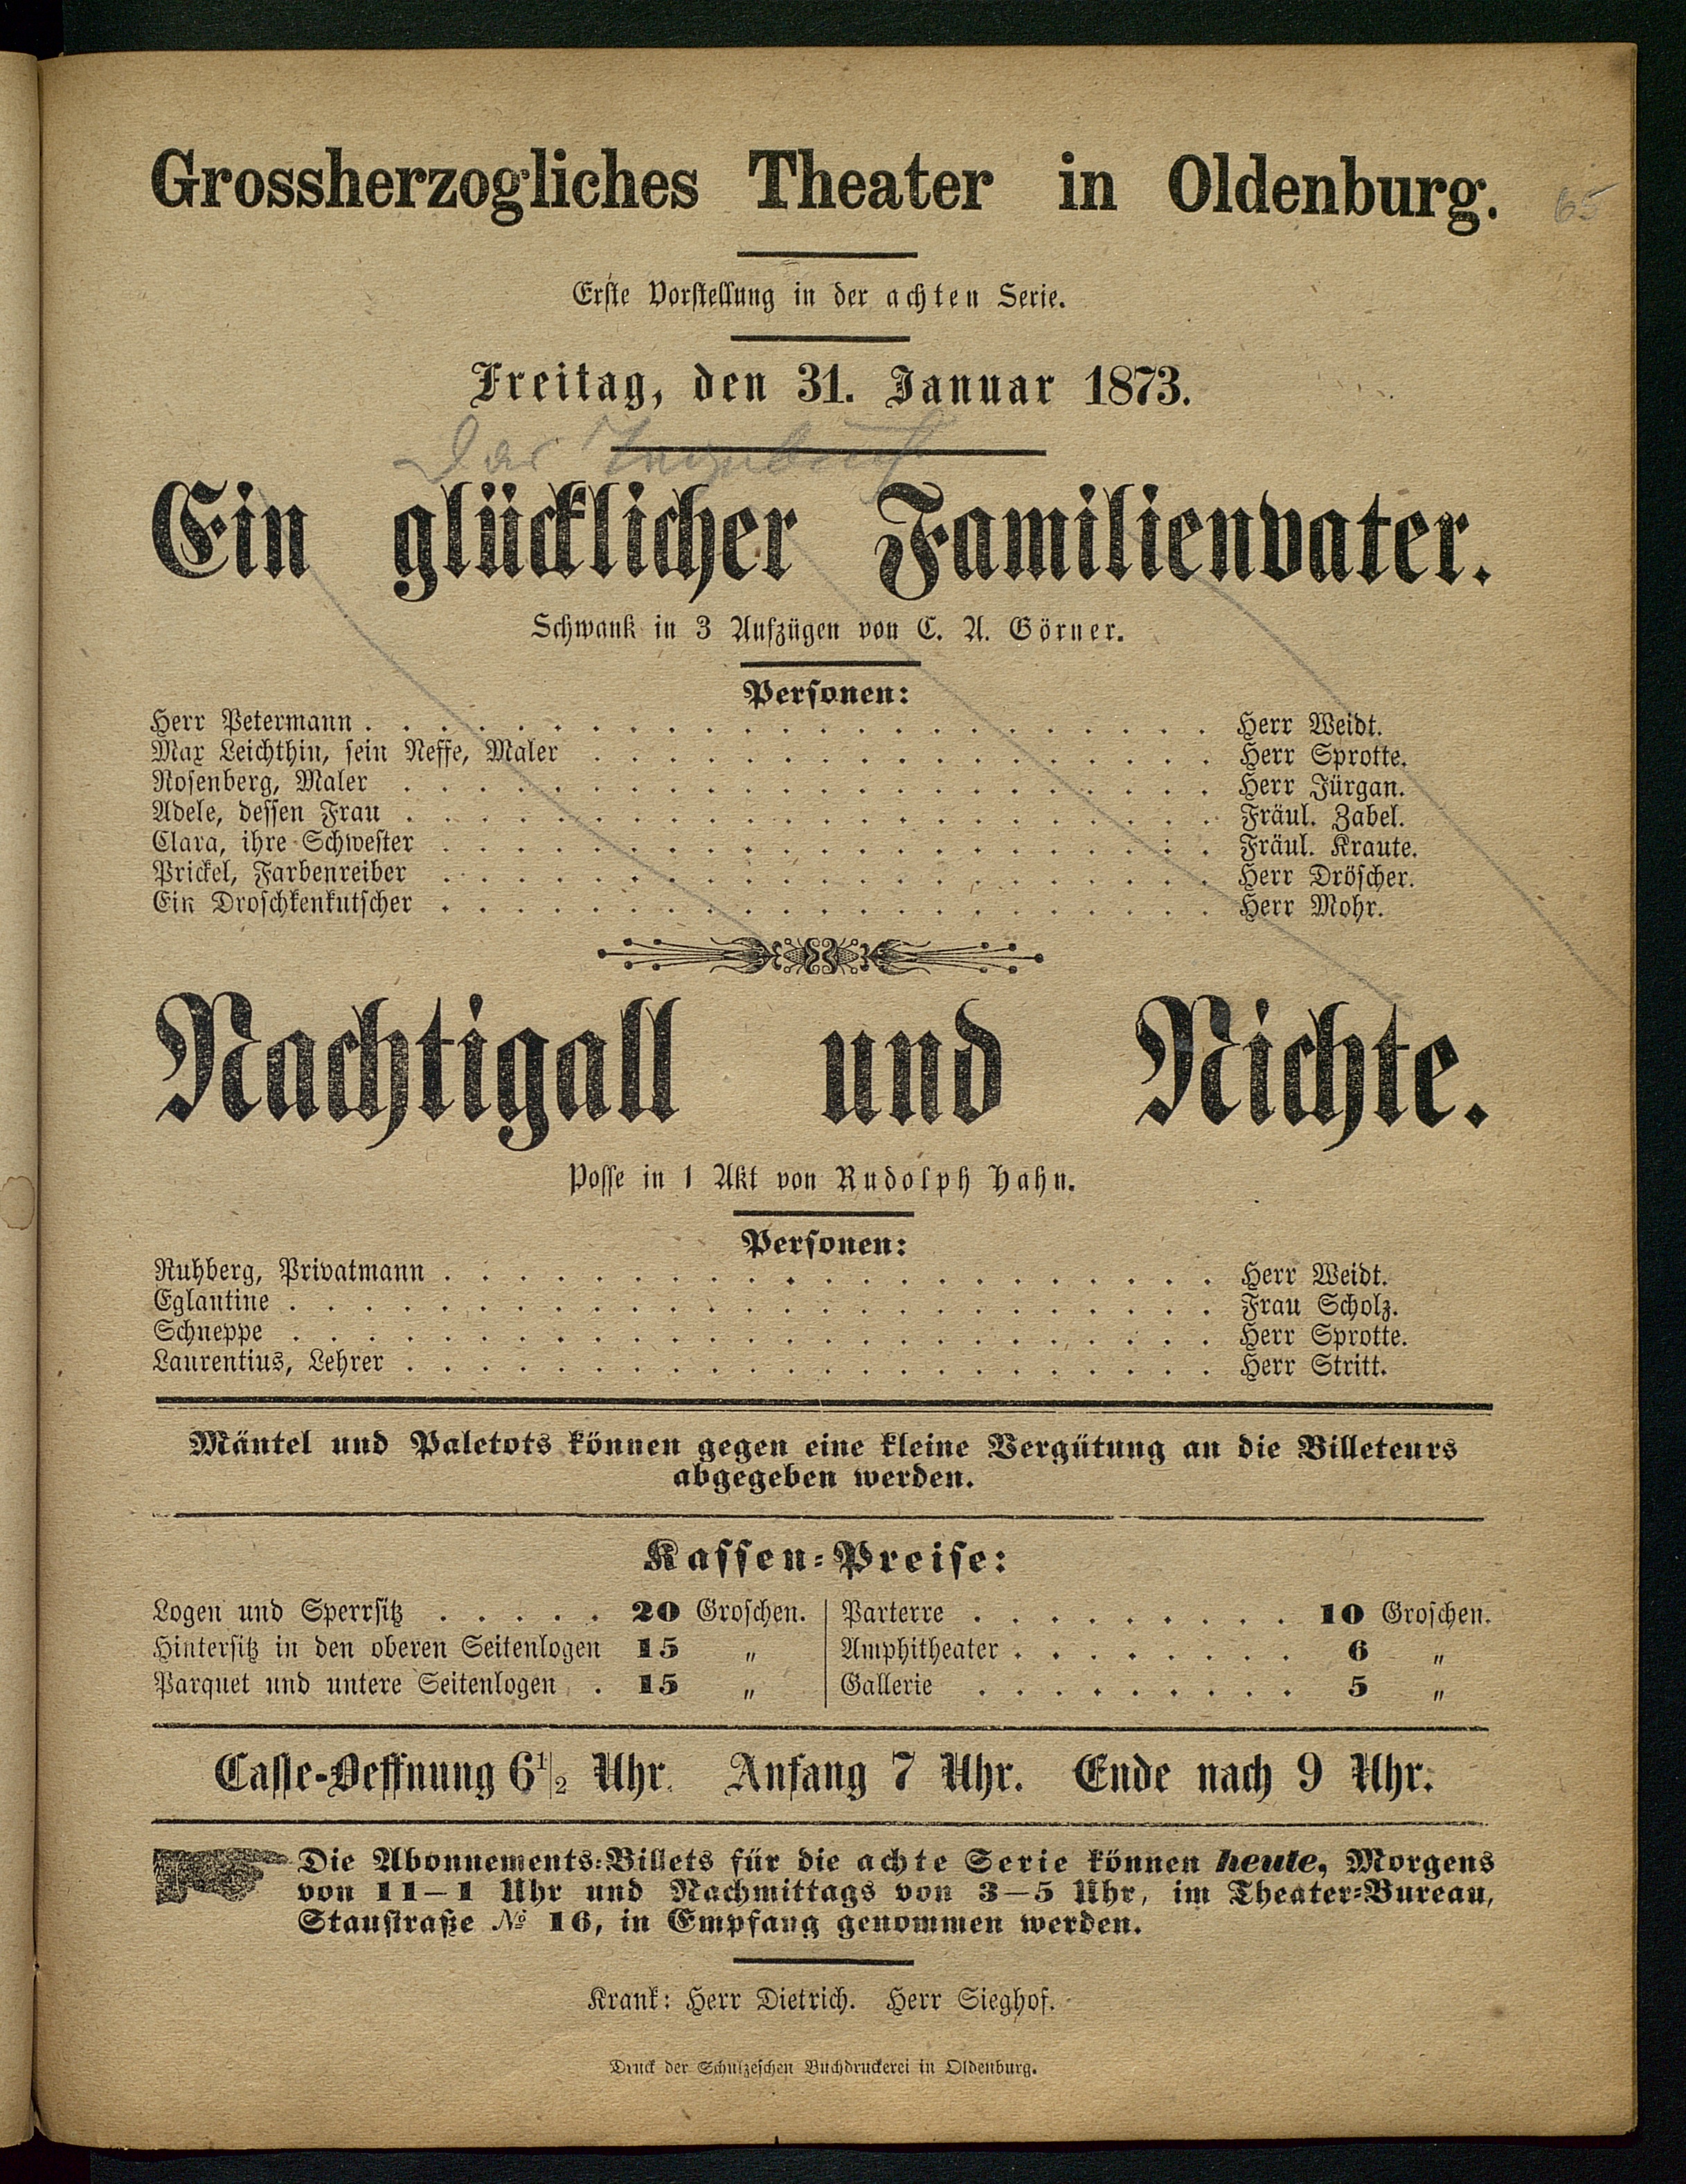 Grossherzogliches Theater in Oldenburg.
65
Erste Vorstellung in der achten Serie.
Freitag, den 31. Januar 1873.
Das
Ein glücklicher Familienvater.
Schwank in 3 Aufzügen von C. A. Görner.
Personen:
Herr Petermann . . . . . . . . . . Herr Weidt.
Max Leichthin, sein Neffe, Maler . . . . . . . . . . Herr Sprotte.
Rosenberg, Maler . . . . . . . . . . Herr Jürgan.
Adele, dessen Frau . . . . . . . . . . Fräul. Zabel.
Clara, ihre Schwester . . . . . . . . . . Fräul. Kraute.
Prickel, Farbenreiber . . . . . . . . . . Herr Dröscher.
Ein Droschkenkutscher . . . . . . . . . . Herr Mohr.
Nachtigall und Nichte.
Posse in 1 Akt von Rudolph Hahn.
Personen:
Ruhberg, Privatmann . . . . . . . . . . Herr Weidt.
Eglantine . . . . . . . . . . Frau Scholz.
Schneppe . . . . . . . . . . Herr Sprotte.
Laurentius, Lehrer . . . . . . . . . . Herr Stritt.
Mäntel und Paletots können gegen eine kleine Vergütung an die Billeteurs
abgegeben werden.
Kassen-Preise:
Logen und Sperrsitz . . . . . 20 Groschen.
Hintersitz in den oberen Seitenlogen 15 "
Parquet und untere Seitenlogen . 15 "
Parterre . . . . . . . . . 10 Groschen.
Amphitheater . . . . . . . . 6 "
Gallerie . . . . . . . . . 5 "
Casse-Oeffnung 6 1/2 Uhr. Anfang 7 Uhr. Ende nach 9 Uhr.
Die Abonnements-Billets für die achte Serie können heute, Morgens
von 11—1 Uhr und Nachmittags von 3—5 Uhr, im Theater-Bureau,
Staustraße № 16, in Empfang genommen werden.
Krank: Herr Dietrich. Herr Sieghof.
Druck der Schulzeschen Buchdruckerei in Oldenburg.